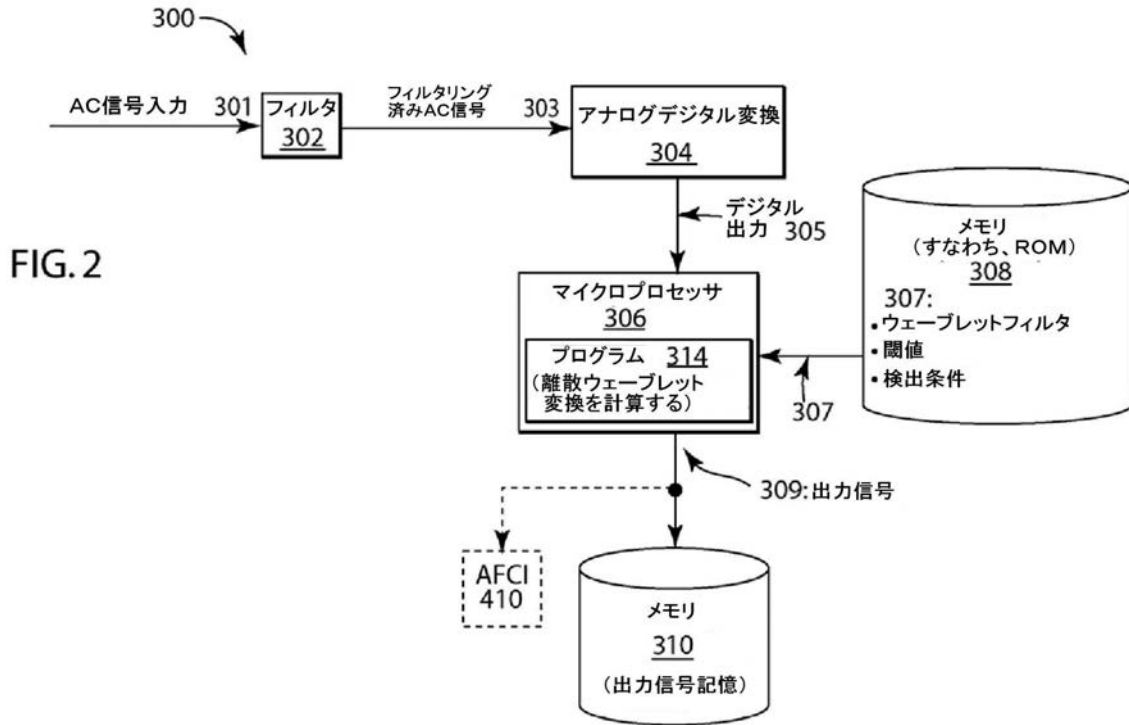 300
AC信号入力
301
フィルタ
302
フィルタリング
済みAC信号
303
アナログデジタル変換
304
デジタル
出力 305
FIG. 2
マイクロプロセッサ
306
プログラム 314
(離散ウェーブレット
変換を計算する)
メモリ
(すなわち、ROM)
308
307:
• ウェーブレットフィルタ
• 閾値
• 検出条件
307
309:出力信号
AFCI
410
メモリ
310
(出力信号記憶)